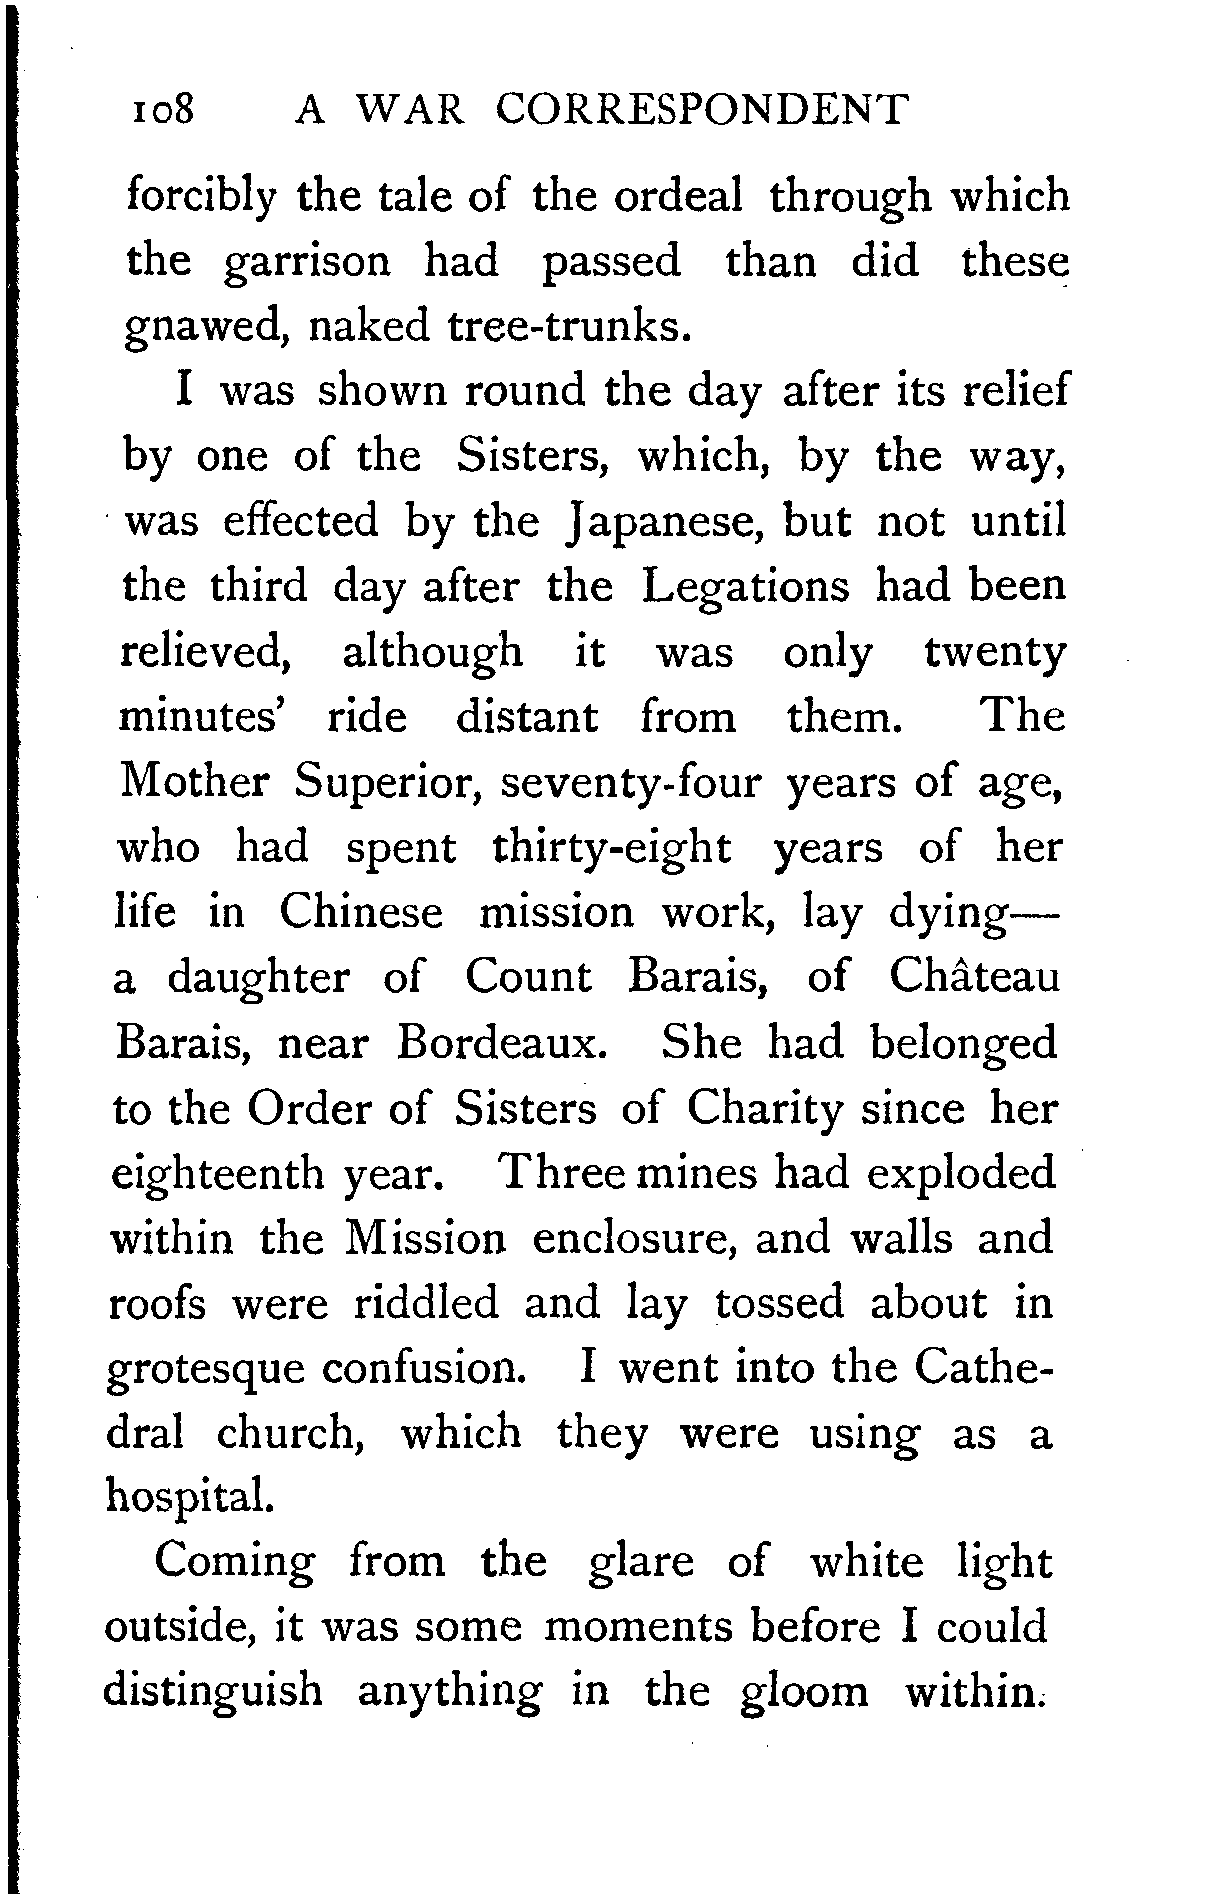 108 A WAR CORRESPONDENT
forcibly the tale of the ordeal through which
the garrison had passed than did these
gnawed, naked tree-trunks.
I was shown round the day after its relief
by one of the Sisters, which, by the way,
was effected by the Japanese, but not until
the third day after the Legations had been
relieved, although it was only twenty
minutes' ride distant from them. The
Mother Superior, seventy-four years of age,
who had spent thirty-eight years of her
life in Chinese mission work, lay dying—
a daughter of Count Barais, of Château
Barais, near Bordeaux. She had belonged
to the Order of Sisters of Charity since her
eighteenth year. Three mines had exploded
within the Mission enclosure, and walls and
roofs were riddled and lay tossed about in
grotesque confusion. I went into the Cathe-
dral church, which they were using as a
hospital.
Coming from the glare of white light
outside, it was some moments before I could
distinguish anything in the gloom within.